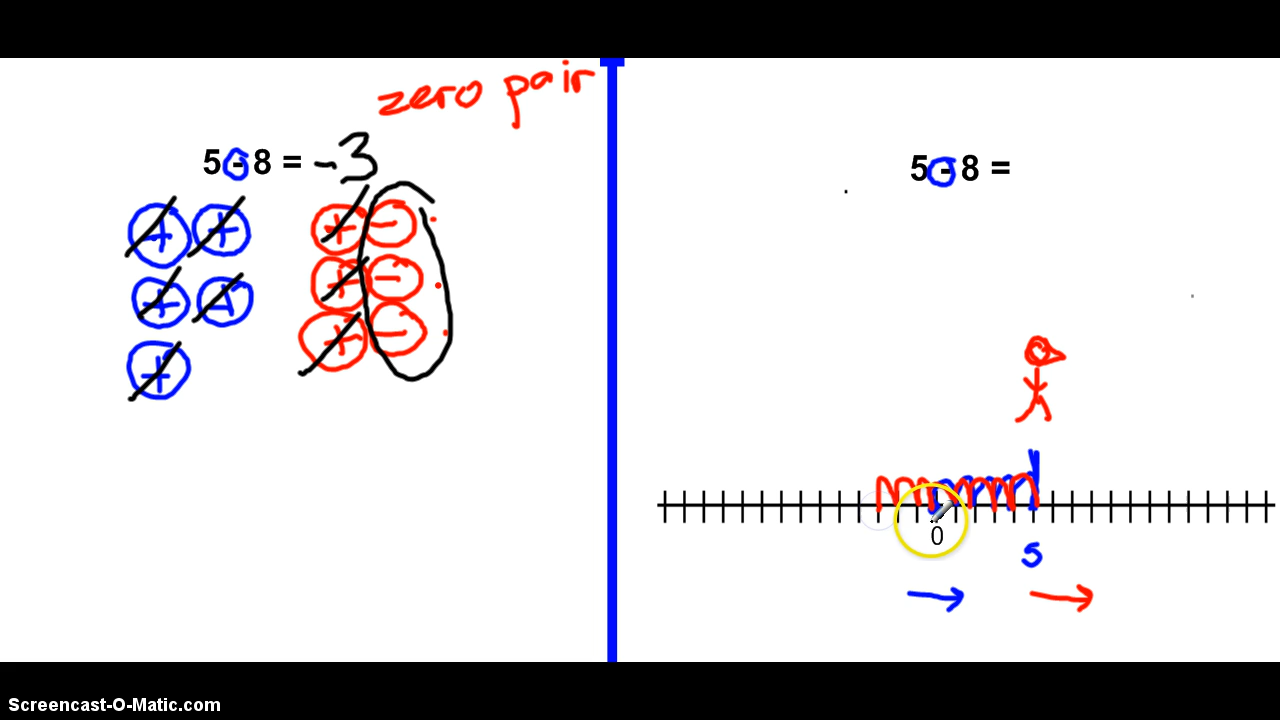 zero pair
5 - 8 = -3
+ +
+ +
+
+ -
+ -
+ -
5 - 8 =
0
5
Screencast-O-Matic.com